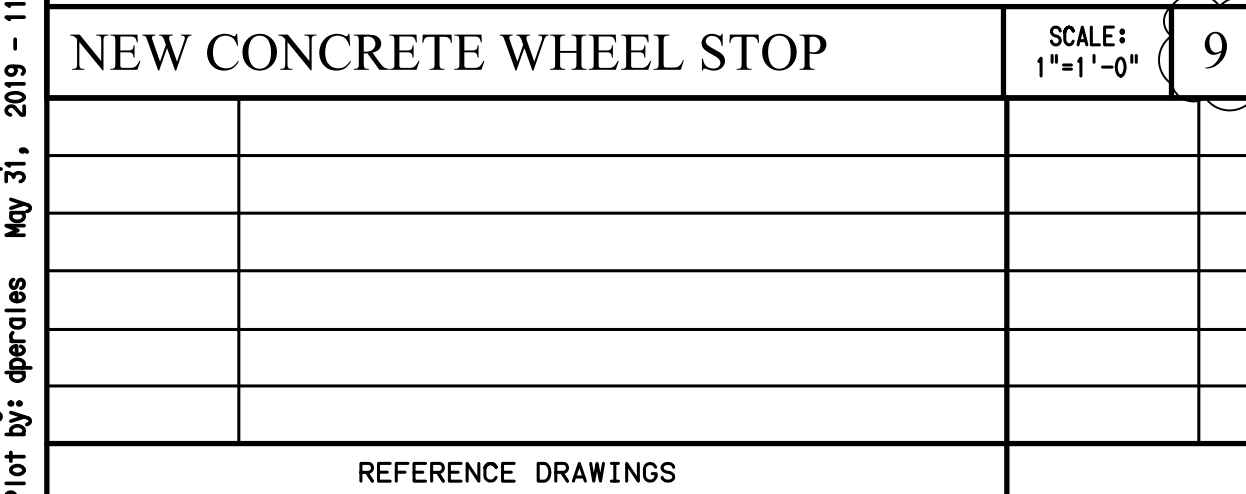 NEW CONCRETE WHEEL STOP
SCALE:
1"=1'-0"
9
REFERENCE DRAWINGS
Plot by: dperales May 31, 2019 - 11